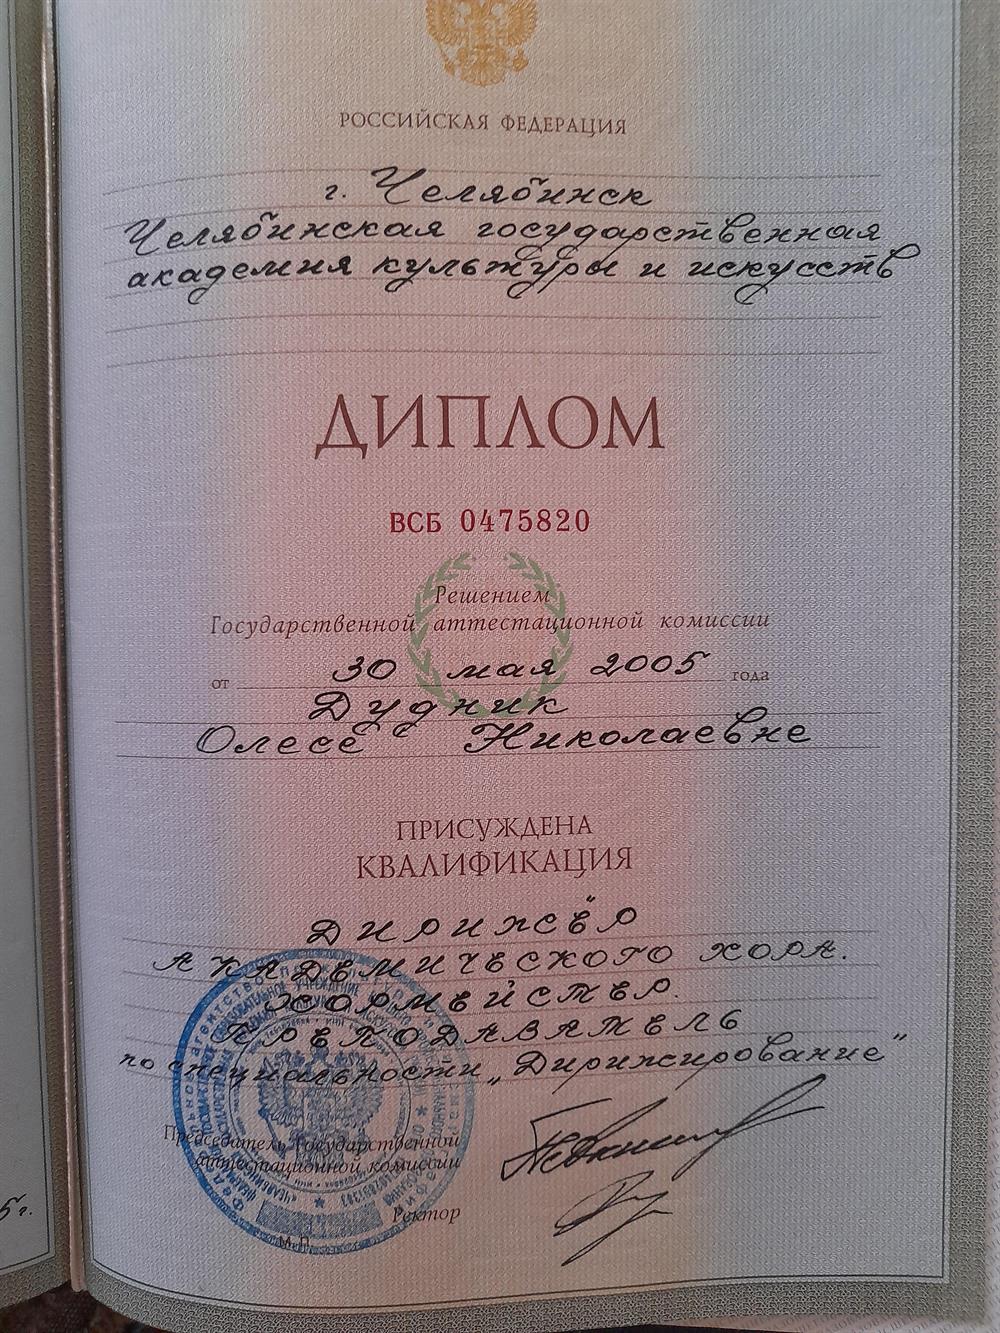 РОССИЙСКАЯ ФЕДЕРАЦИЯ
г. Челябинск
Челябинская государственная
академия культуры и искусств
ДИПЛОМ
ВСБ 0475820
Решением
Государственной аттестационной комиссии
от 30 мая 2005 года
Дудник
Олесе Николаевне
ПРИСУЖДЕНА
КВАЛИФИКАЦИЯ
Дирижёр
академического хора.
Хормейстер.
Преподаватель
по специальности „Дирижирование"
Председатель Государственной
аттестационной комиссии
Ректор
М.П.
5г.